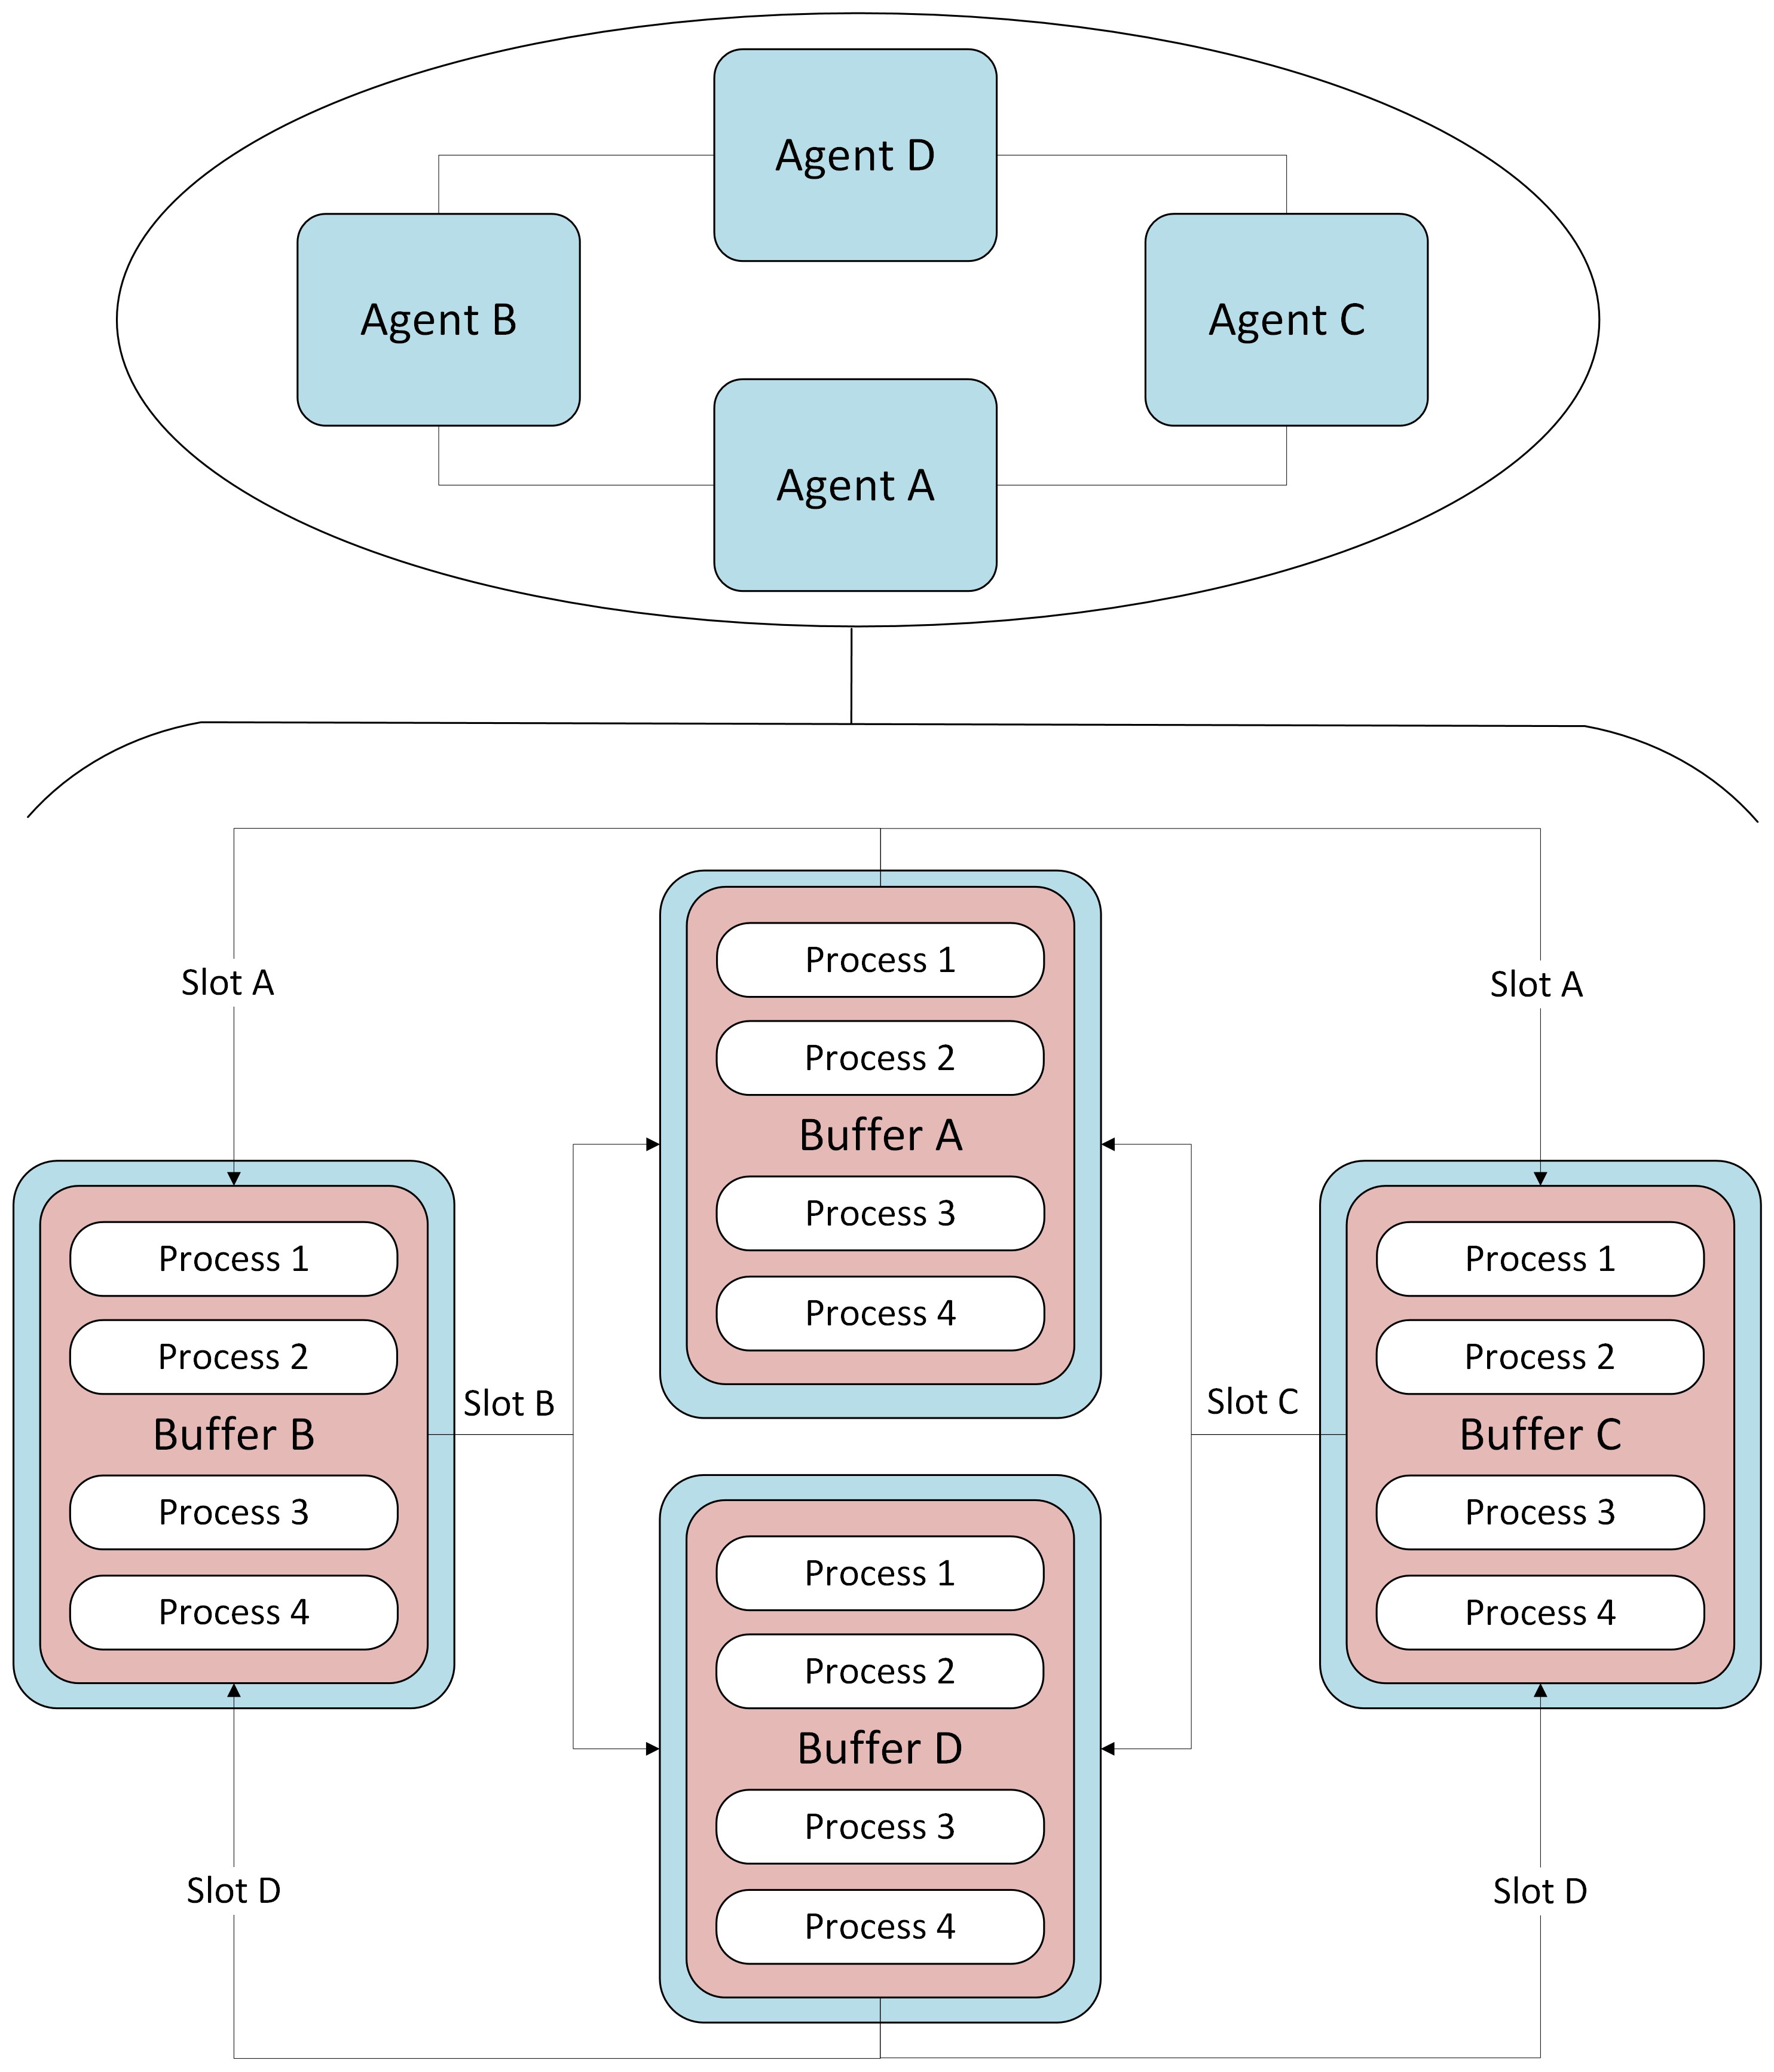 Agent D
Agent B
Agent C
Agent A
Slot A
Slot A
Process 1
Process 2
Buffer A
Process 3
Process 4
Process 1
Process 2
Buffer B
Process 3
Process 4
Slot B
Slot C
Process 1
Process 2
Buffer C
Process 3
Process 4
Process 1
Process 2
Buffer D
Process 3
Process 4
Slot D
Slot D